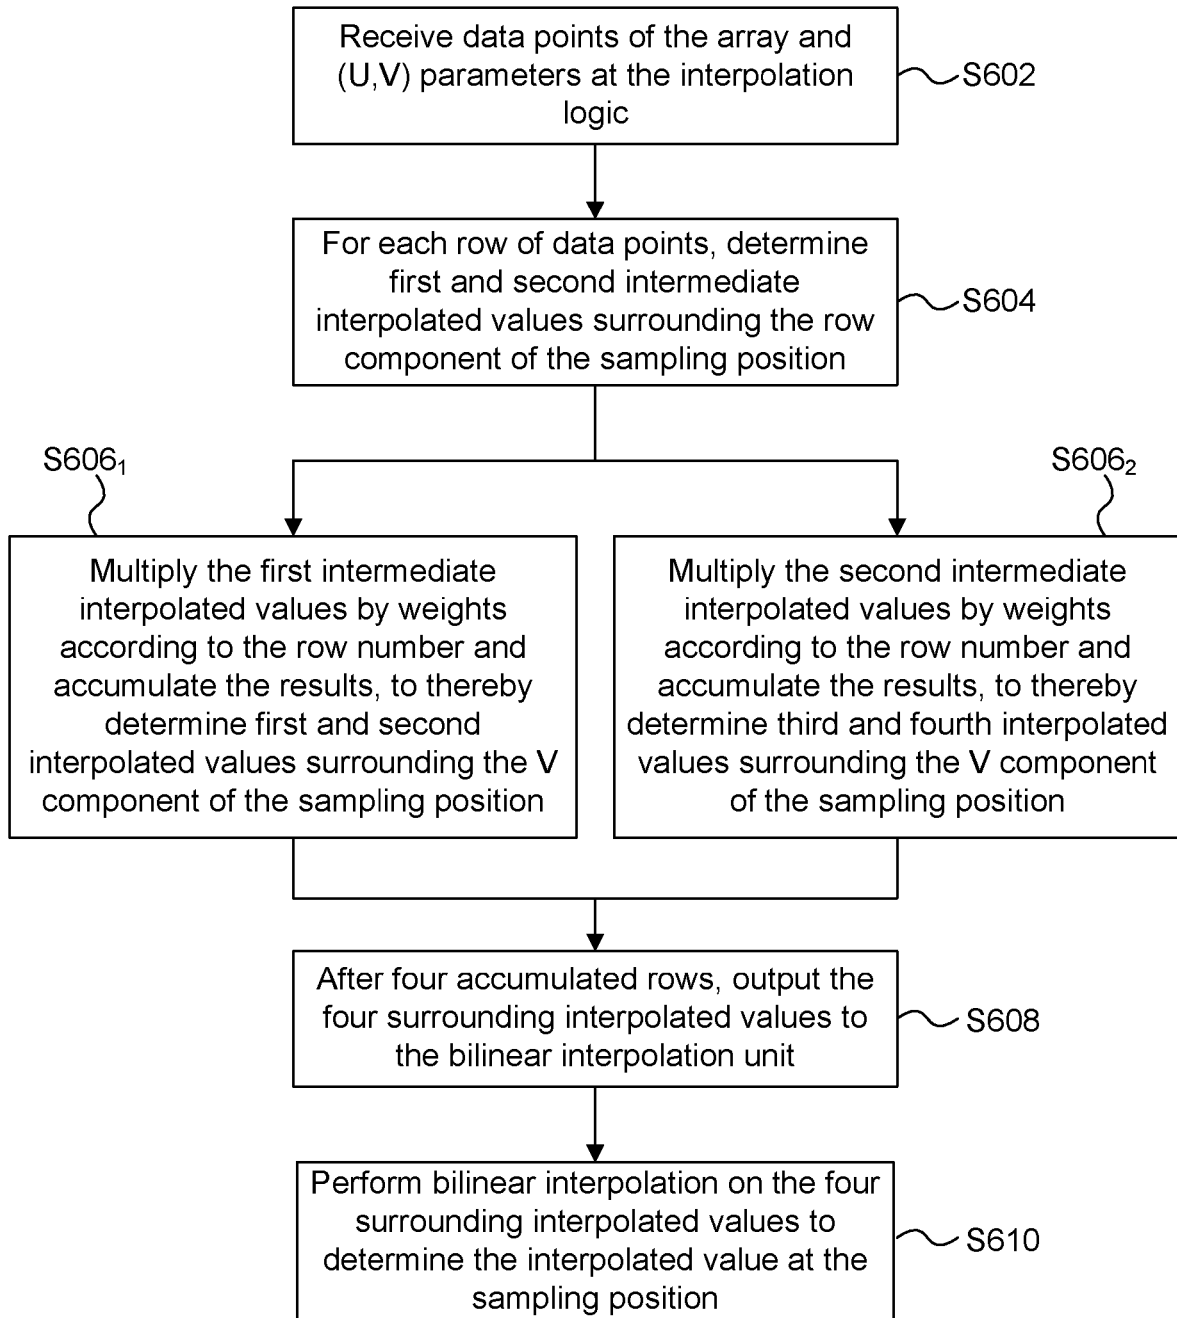 Receive data points of the array and
(U,V) parameters at the interpolation
logic
S602
For each row of data points, determine
first and second intermediate
interpolated values surrounding the row
component of the sampling position
S604
S606₁
S606₂
Multiply the first intermediate
interpolated values by weights
according to the row number and
accumulate the results, to thereby
determine first and second
interpolated values surrounding the V
component of the sampling position
Multiply the second intermediate
interpolated values by weights
according to the row number and
accumulate the results, to thereby
determine third and fourth interpolated
values surrounding the V component
of the sampling position
After four accumulated rows, output the
four surrounding interpolated values to
the bilinear interpolation unit
S608
Perform bilinear interpolation on the four
surrounding interpolated values to
determine the interpolated value at the
sampling position
S610